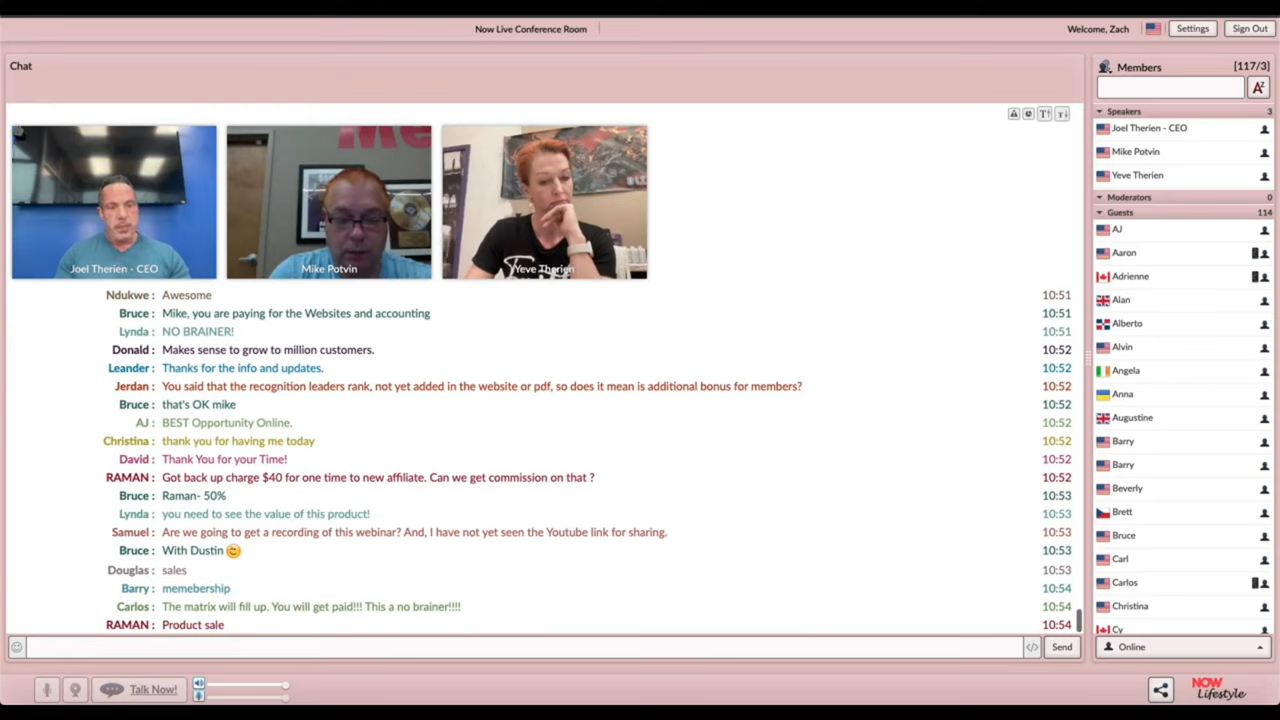 Now Live Conference Room
Welcome, Zach
Settings
Sign Out
Chat
Joel Therien - CEO
Mike Potvin
Yeve Therien
Ndukwe : Awesome 10:51
Bruce : Mike, you are paying for the Websites and accounting 10:51
Lynda : NO BRAINER! 10:51
Donald : Makes sense to grow to million customers. 10:52
Leander : Thanks for the info and updates. 10:52
Jerdan : You said that the recognition leaders rank, not yet added in the website or pdf, so does it mean is additional bonus for members? 10:52
Bruce : that's OK mike 10:52
AJ : BEST Opportunity Online. 10:52
Christina : thank you for having me today 10:52
David : Thank You for your Time! 10:52
RAMAN : Got back up charge $40 for one time to new affiliate. Can we get commission on that ? 10:52
Bruce : Raman- 50% 10:53
Lynda : you need to see the value of this product! 10:53
Samuel : Are we going to get a recording of this webinar? And, I have not yet seen the Youtube link for sharing. 10:53
Bruce : With Dustin 10:53
Douglas : sales 10:53
Barry : memebership 10:54
Carlos : The matrix will fill up. You will get paid!!! This a no brainer!!!! 10:54
RAMAN : Product sale 10:54
Send
Talk Now!
Members [117/3]
Speakers 3
Joel Therien - CEO
Mike Potvin
Yeve Therien
Moderators 0
Guests 114
AJ
Aaron
Adrienne
Alan
Alberto
Alvin
Angela
Anna
Augustine
Barry
Barry
Beverly
Brett
Bruce
Carl
Carlos
Christina
Cy
Online
NOW
Lifestyle